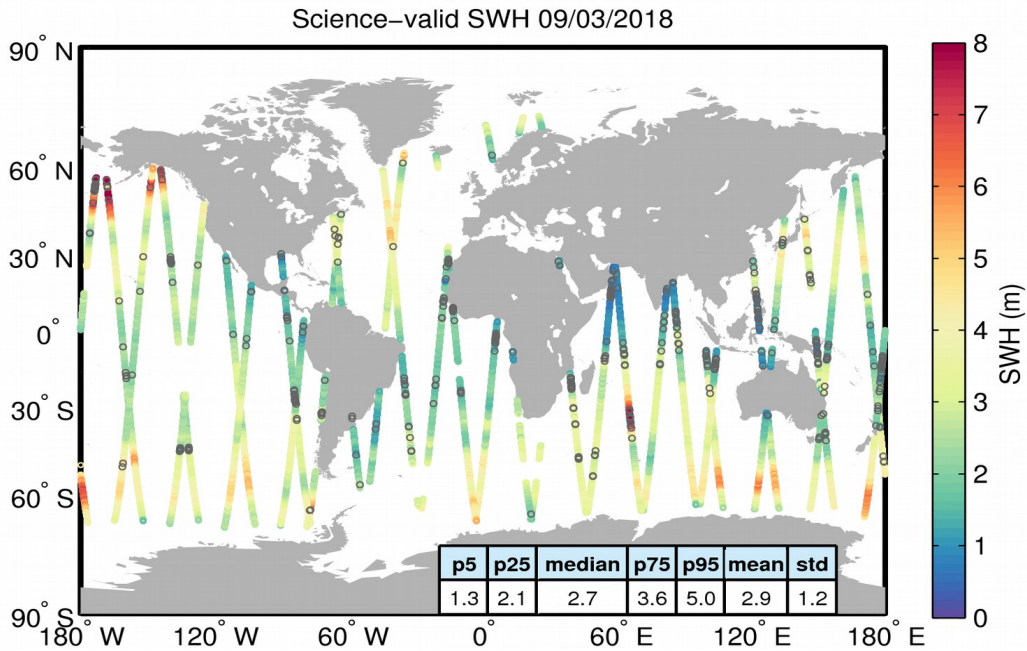 Science−valid SWH 09/03/2018
90° N
60° N
30° N
0°
30° S
60° S
90° S
180° W
120° W
60° W
0°
60° E
120° E
180° E
p5 p25 median p75 p95 mean std
1.3 2.1 2.7 3.6 5.0 2.9 1.2
8
7
6
5
4
3
2
1
0
SWH (m)